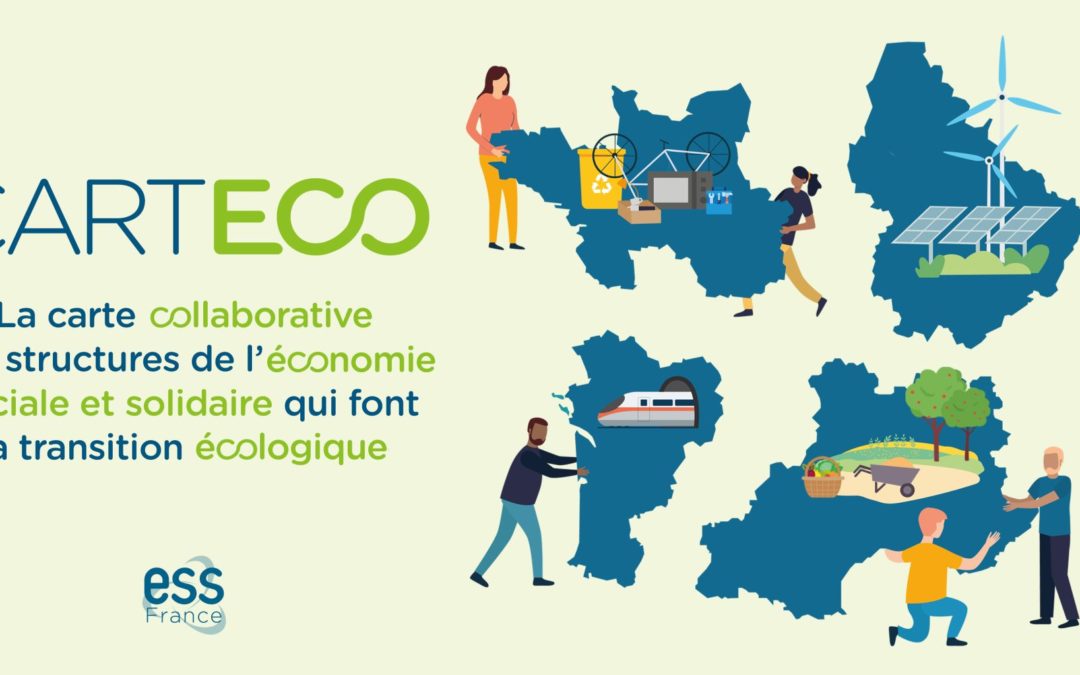 CARTECO
La carte collaborative
structures de l'économie
ciale et solidaire qui font
a transition écologique
ess
France